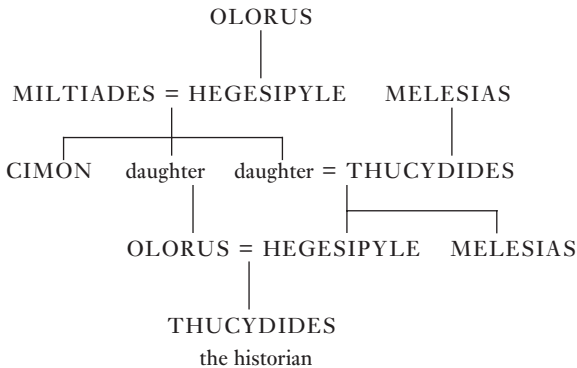 OLORUS
MILTIADES = HEGESIPYLE MELESIAS
CIMON daughter daughter = THUCYDIDES
OLORUS = HEGESIPYLE MELESIAS
THUCYDIDES
the historian